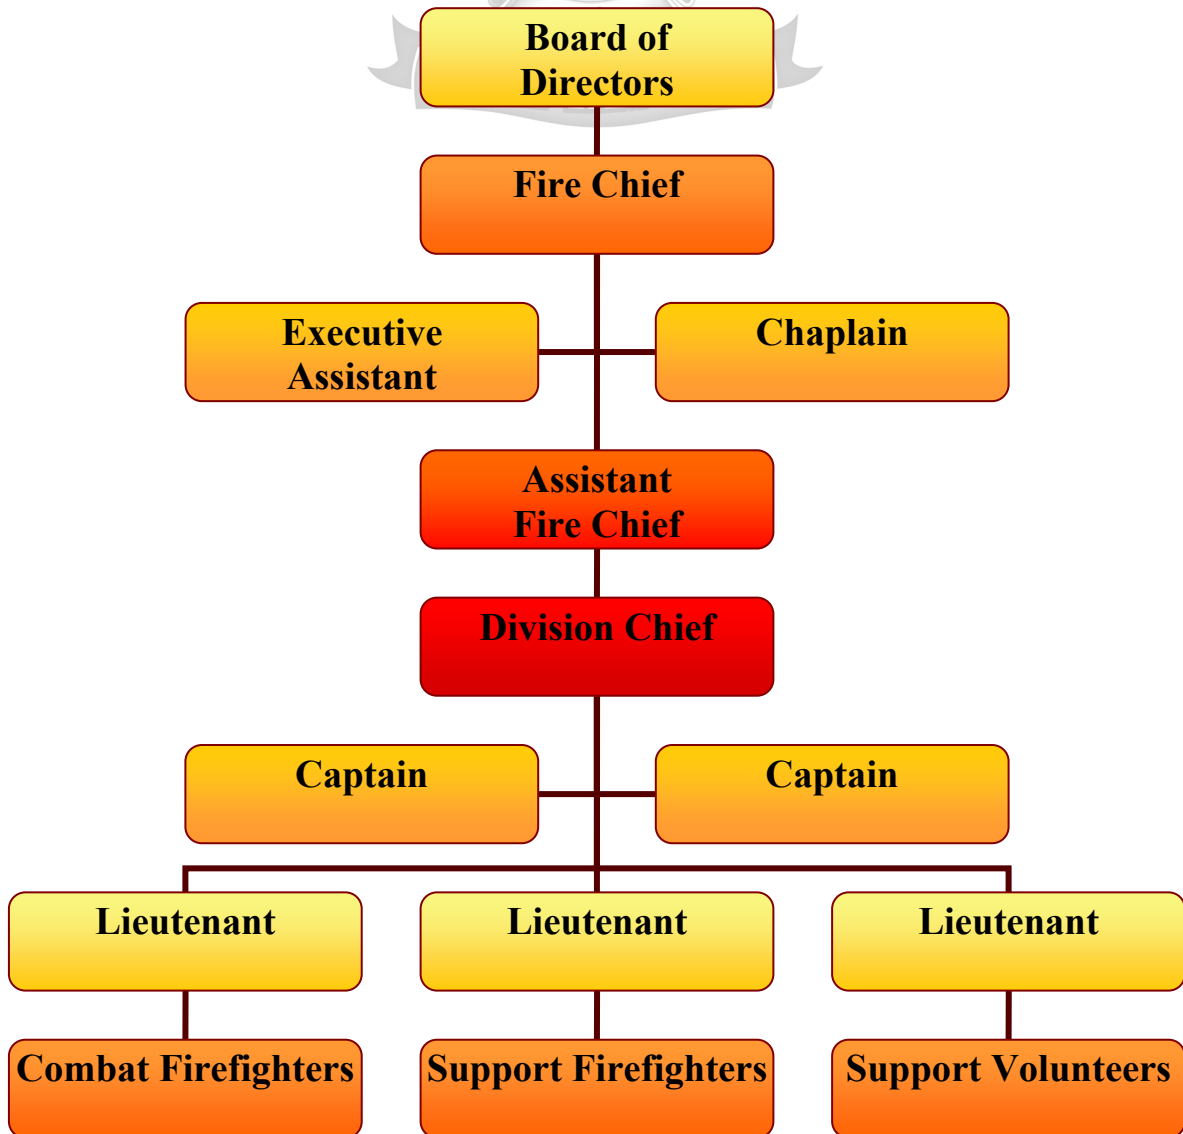 Board of
Directors
Fire Chief
Executive
Assistant
Chaplain
Assistant
Fire Chief
Division Chief
Captain
Captain
Lieutenant
Lieutenant
Lieutenant
Combat Firefighters
Support Firefighters
Support Volunteers